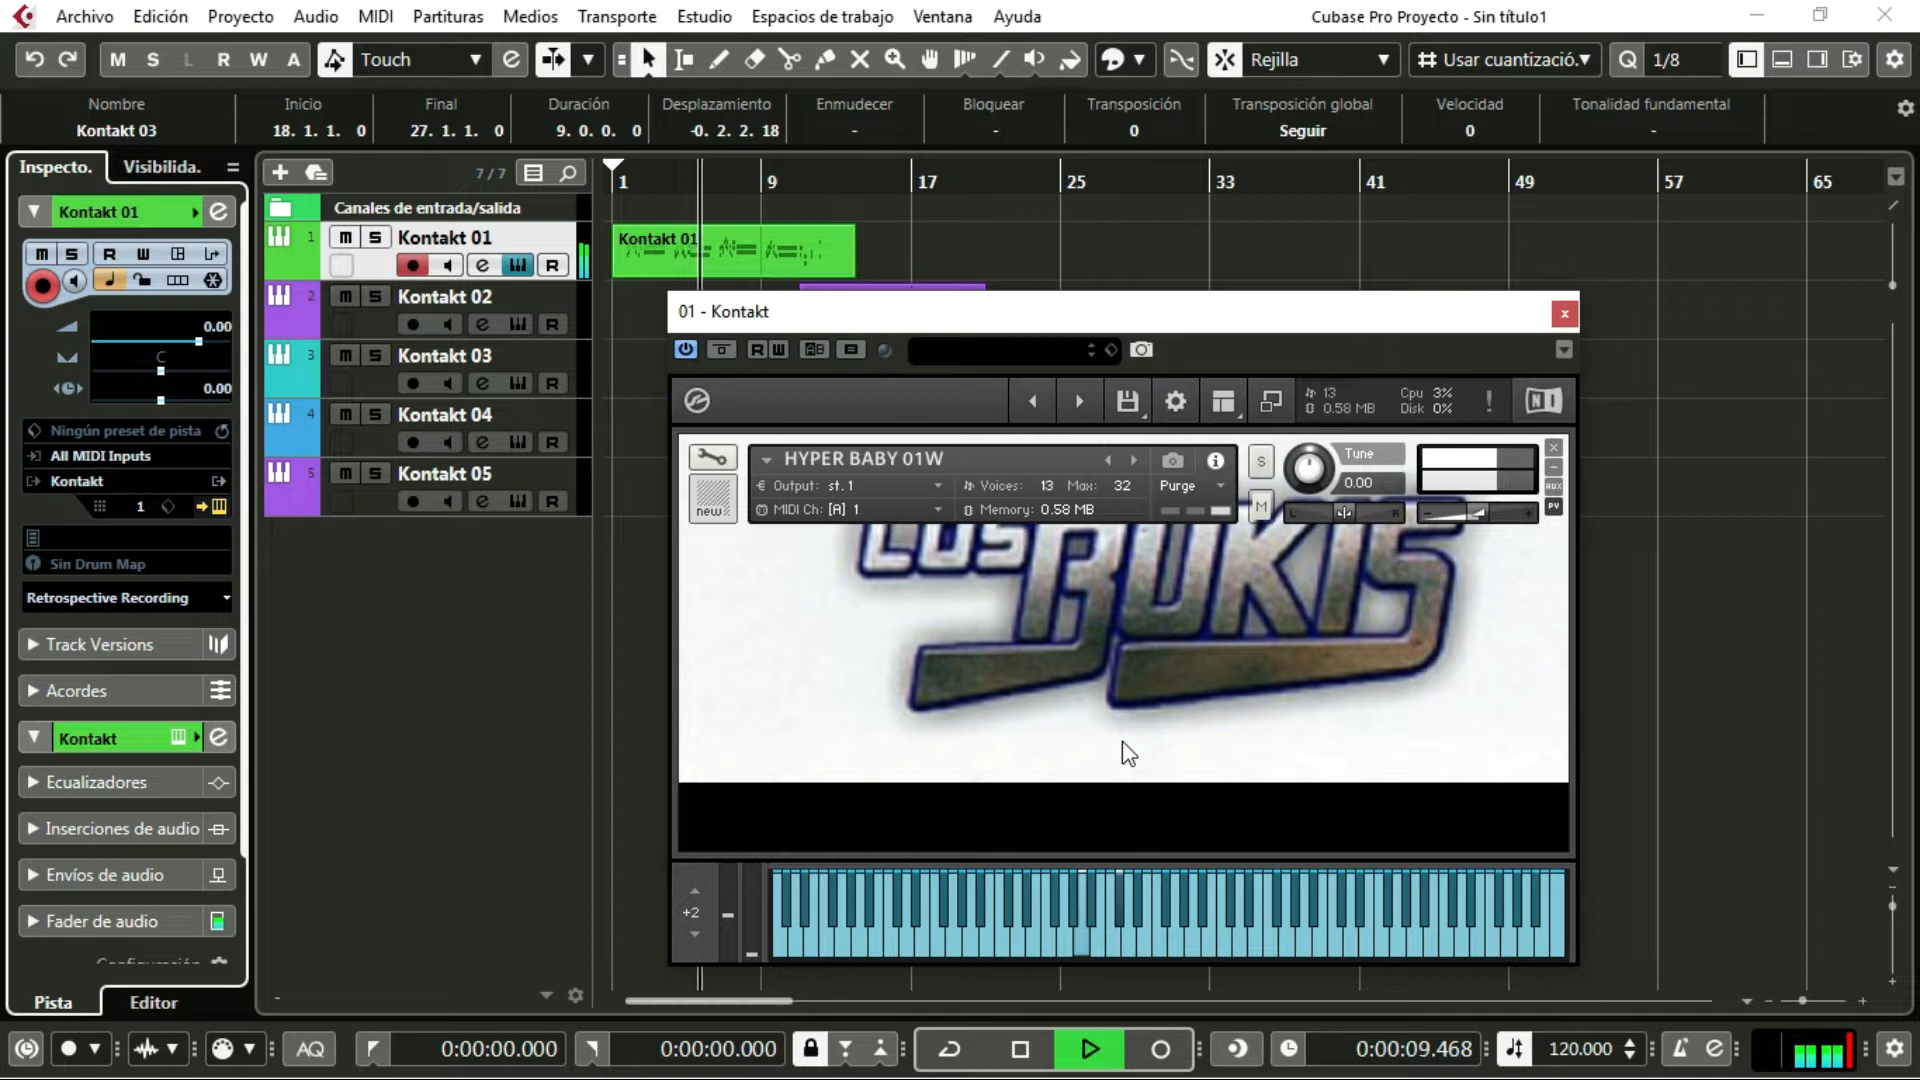 Archivo Edición Proyecto Audio MIDI Partituras Medios Transporte Estudio Espacios de trabajo Ventana Ayuda Cubase Pro Proyecto - Sin título1
M S L R W A Touch Rejilla Usar cuantizació. Q 1/8
Nombre Inicio Final Duración Desplazamiento Enmudecer Bloquear Transposición Transposición global Velocidad Tonalidad fundamental
Kontakt 03 18. 1. 1. 0 27. 1. 1. 0 9. 0. 0. 0 -0. 2. 2. 18 - - 0 Seguir 0 -
Inspecto. Visibilida. 7 / 7 1 9 17 25 33 41 49 57 65
Kontakt 01 Canales de entrada/salida
1 m S Kontakt 01 Kontakt 01
m S R W
R
2 m S Kontakt 02
R
01 - Kontakt
0.00
C
3 m S Kontakt 03
R W
0.00
R
NI 13 0.58 MB Cpu 3% Disk 0%
4 m S Kontakt 04
Ningún preset de pista
R
All MIDI Inputs
HYPER BABY 01W S Tune
5 m S Kontakt 05
Kontakt
Output: st.1 Voices: 13 Max: 32 Purge 0.00 AUX
R
1
new MIDI Ch: [A] 1 Memory: 0.58 MB M L R - + PV
LOS BUKIS
Sin Drum Map
Retrospective Recording
Track Versions
Acordes
Kontakt
Ecualizadores
Inserciones de audio
Envíos de audio
+2
Fader de audio
Pista Editor
AQ 0:00:00.000 0:00:00.000 0:00:09.468 120.000